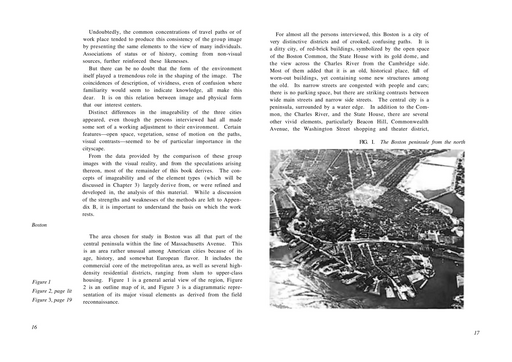 Undoubtedly, the common concentrations of travel paths or of
work place tended to produce this consistency of the group image
by presenting the same elements to the view of many individuals.
Associations of status or of history, coming from non-visual
sources, further reinforced these likenesses.
But there can be no doubt that the form of the environment
itself played a tremendous role in the shaping of the image. The
coincidences of description, of vividness, even of confusion where
familiarity would seem to indicate knowledge, all make this
clear. It is on this relation between image and physical form
that our interest centers.
Distinct differences in the imageability of the three cities
appeared, even though the persons interviewed had all made
some sort of a working adjustment to their environment. Certain
features—open space, vegetation, sense of motion on the paths,
visual contrasts—seemed to be of particular importance in the
cityscape.
From the data provided by the comparison of these group
images with the visual reality, and from the speculations arising
thereon, most of the remainder of this book derives. The con-
cepts of imageability and of the element types (which will be
discussed in Chapter 3) largely derive from, or were refined and
developed in, the analysis of this material. While a discussion
of the strengths and weaknesses of the methods are left to Appen-
dix B, it is important to understand the basis on which the work
rests.
Boston
The area chosen for study in Boston was all that part of the
central peninsula within the line of Massachusetts Avenue. This
is an area rather unusual among American cities because of its
age, history, and somewhat European flavor. It includes the
commercial core of the metropolitan area, as well as several high-
density residential districts, ranging from slum to upper-class
housing. Figure 1 is a general aerial view of the region, Figure
2 is an outline map of it, and Figure 3 is a diagrammatic repre-
sentation of its major visual elements as derived from the field
reconnaissance.
Figure 1
Figure 2, page 18
Figure 3, page 19
16
For almost all the persons interviewed, this Boston is a city of
very distinctive districts and of crooked, confusing paths. It is
a dirty city, of red-brick buildings, symbolized by the open space
of the Boston Common, the State House with its gold dome, and
the view across the Charles River from the Cambridge side.
Most of them added that it is an old, historical place, full of
worn-out buildings, yet containing some new structures among
the old. Its narrow streets are congested with people and cars;
there is no parking space, but there are striking contrasts between
wide main streets and narrow side streets. The central city is a
peninsula, surrounded by a water edge. In addition to the Com-
mon, the Charles River, and the State House, there are several
other vivid elements, particularly Beacon Hill, Commonwealth
Avenue, the Washington Street shopping and theater district,
FIG. 1. The Boston peninsula from the north
17